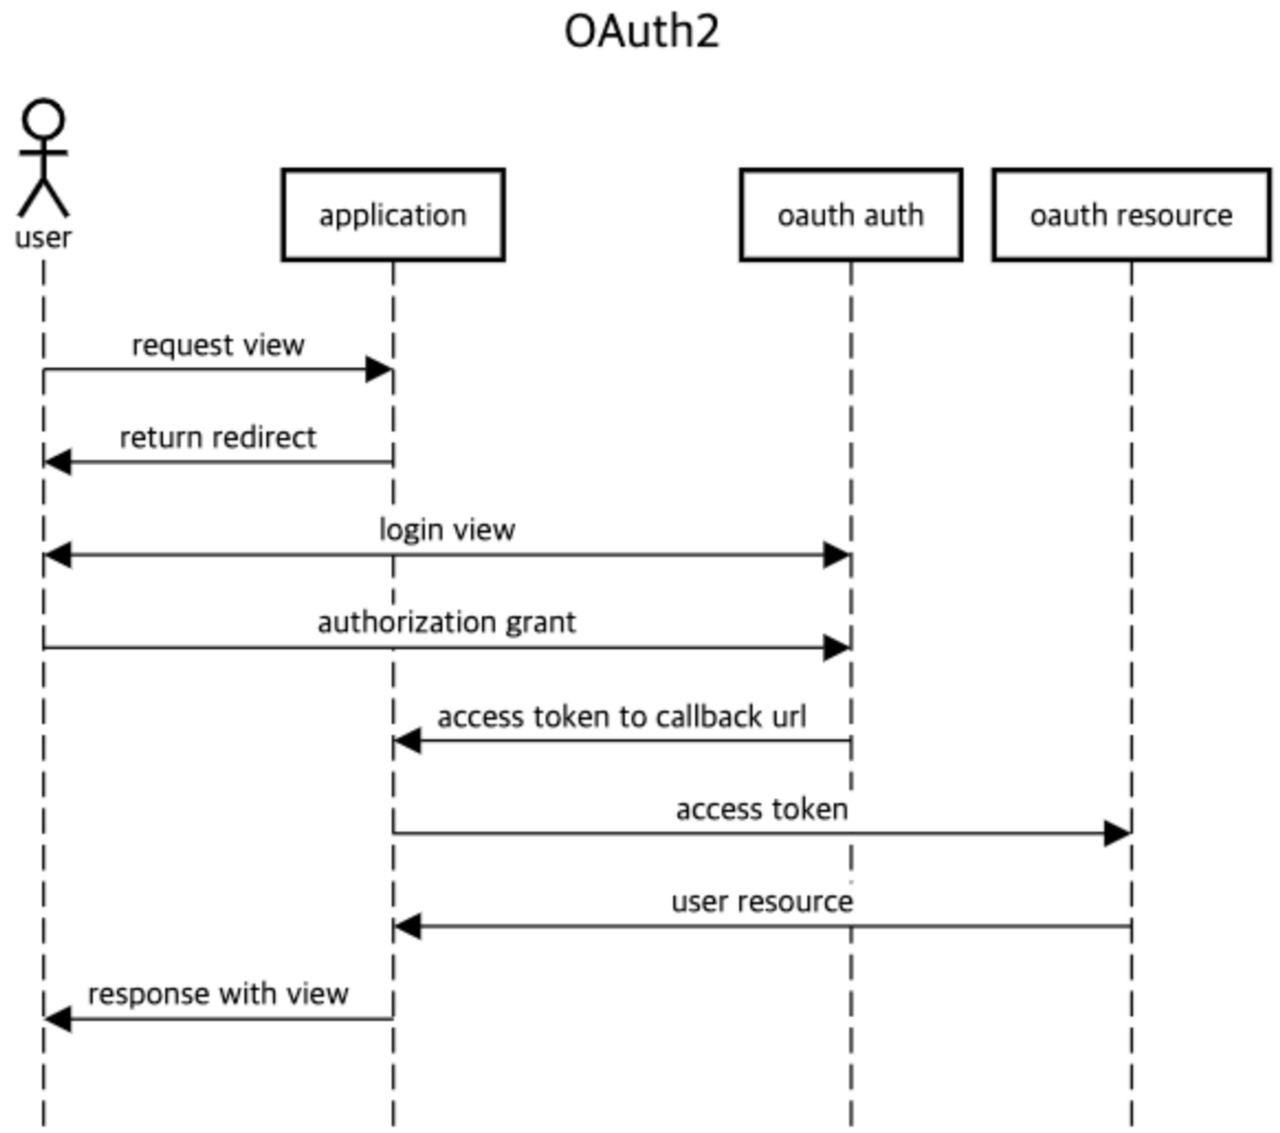 OAuth2
user
application
oauth auth
oauth resource
request view
return redirect
login view
authorization grant
access token to callback url
access token
user resource
response with view